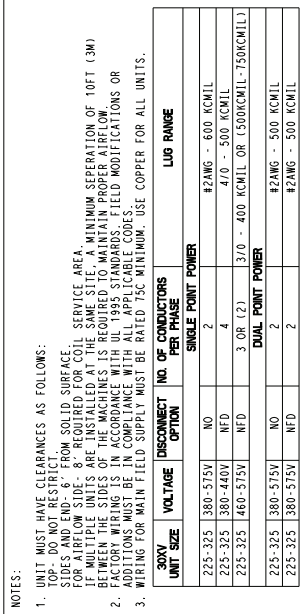 NOTES:
1. UNIT MUST HAVE CLEARANCES AS FOLLOWS:
TOP- DO NOT RESTRICT.
SIDES AND END- 6' FROM SOLID SURFACE.
FOR AIRFLOW SIDE- 8' REQUIRED FOR COIL SERVICE AREA.
IF MULTIPLE UNITS ARE INSTALLED AT THE SAME SITE, A MINIMUM SEPERATION OF 10FT (3M)
BETWEEN THE SIDES OF THE MACHINES IS REQUIRED TO MAINTAIN PROPER AIRFLOW.
2. FACTORY WIRING IS IN ACCORDANCE WITH UL 1995 STANDARDS. FIELD MODIFICATIONS OR
ADDITIONS MUST BE IN COMPLIANCE WITH ALL APPLICABLE CODES.
3. WIRING FOR MAIN FIELD SUPPLY MUST BE RATED 75C MINIMUM. USE COPPER FOR ALL UNITS.
30XV UNIT SIZE VOLTAGE DISCONNECT OPTION NO. OF CONDUCTORS PER PHASE LUG RANGE
SINGLE POINT POWER
225-325 380-575V NO 2 #2AWG - 600 KCMIL
225-325 380-440V NFD 4 4/0 - 500 KCMIL
225-325 460-575V NFD 3 OR (2) 3/0 - 400 KCMIL OR (500KCMIL-750KCMIL)
DUAL POINT POWER
225-325 380-575V NO 2 #2AWG - 500 KCMIL
225-325 380-575V NFD 2 #2AWG - 500 KCMIL